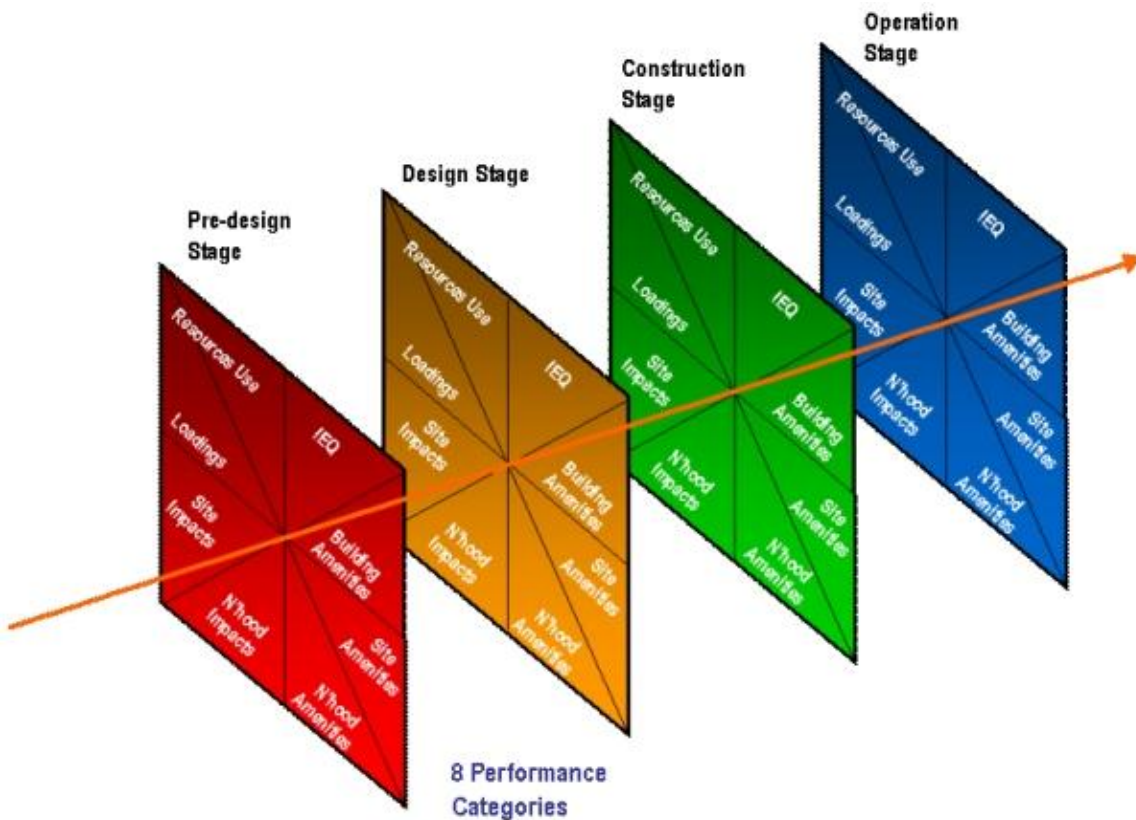 Operation
Stage
Construction
Stage
Design Stage
Pre-design
Stage
Resources Use
IEQ
Loadings
Site
Impacts
Building
Amenities
N'hood
Impacts
Site
Amenities
N'hood
Amenities
Resources Use
IEQ
Loadings
Site
Impacts
Building
Amenities
N'hood
Impacts
Site
Amenities
N'hood
Amenities
Resources Use
IEQ
Loadings
Site
Impacts
Building
Amenities
N'hood
Impacts
Site
Amenities
N'hood
Amenities
Resources Use
IEQ
Loadings
Site
Impacts
Building
Amenities
N'hood
Impacts
Site
Amenities
N'hood
Amenities
8 Performance
Categories